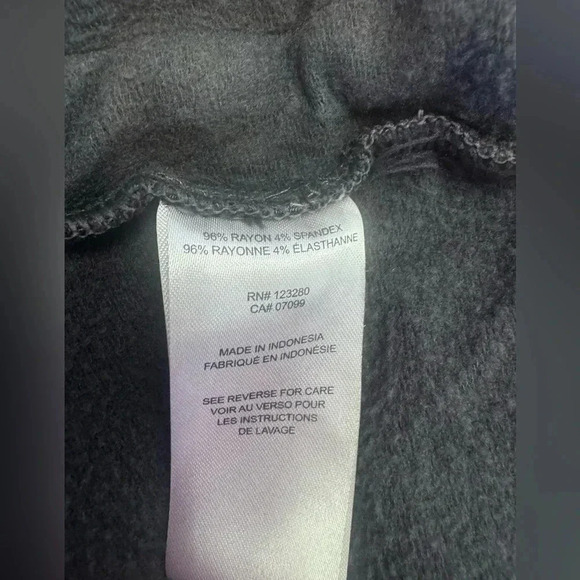 96% RAYON 4% SPANDEX
96% RAYONNE 4% ÉLASTHANNE
RN# 123280
CA# 07099
MADE IN INDONESIA
FABRIQUÉ EN INDONÉSIE
SEE REVERSE FOR CARE
VOIR AU VERSO POUR
LES INSTRUCTIONS
DE LAVAGE